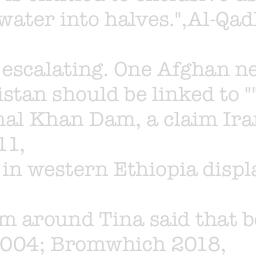 water into halves.",Al-Qad
escalating. One Afghan ne
istan should be linked to "
nal Khan Dam, a claim Ira
11,
in western Ethiopia displa
m around Tina said that b
004; Bromwhich 2018,